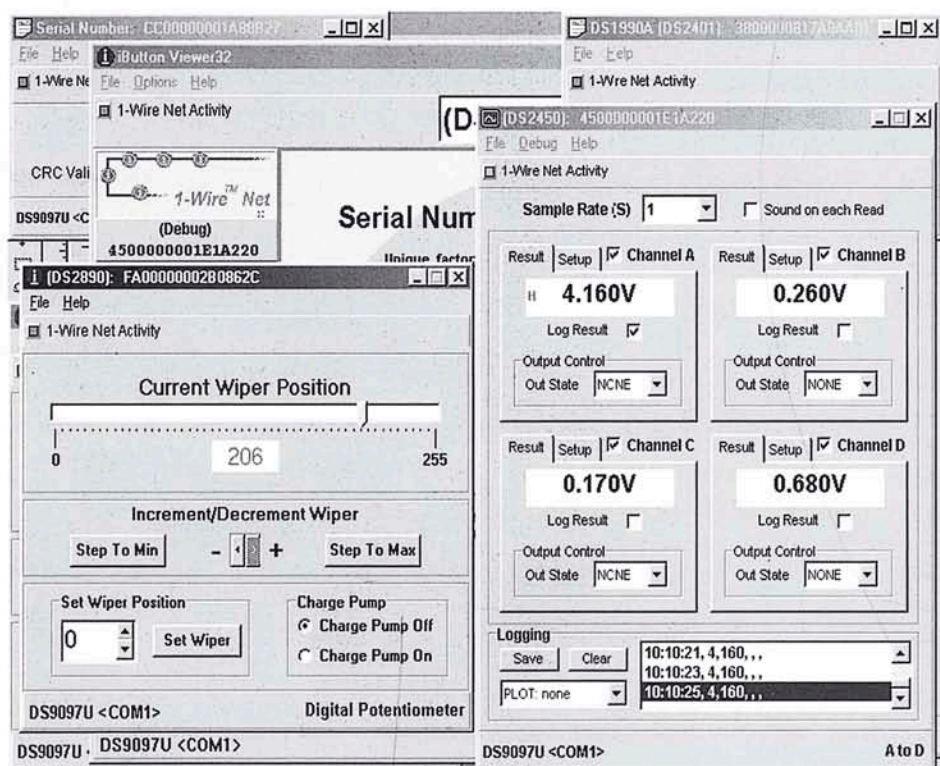 Serial Number: CC00000001A88B27
File Help
1-Wire Ne
CRC Vali
DS9097U <C
iButton Viewer32
File Options Help
1-Wire Net Activity
1-Wire™ Net
(Debug)
4500000001E1A220
(D
Serial Num
Unique factor
DS1990A (DS2401):
File Help
1-Wire Net Activity
(DS2890): FA00000002B0862C
File Help
1-Wire Net Activity
Current Wiper Position
0 206 255
Increment/Decrement Wiper
Step To Min - + Step To Max
Set Wiper Position
0 Set Wiper
Charge Pump
Charge Pump Off
Charge Pump On
DS9097U <COM1> Digital Potentiometer
DS9097U DS9097U <COM1>
(DS2450): 4500000001E1A220
File Debug Help
1-Wire Net Activity
Sample Rate (S) 1 Sound on each Read
Result Setup Channel A
H 4.160V
Log Result
Output Control
Out State NONE
Result Setup Channel B
0.260V
Log Result
Output Control
Out State NONE
Result Setup Channel C
0.170V
Log Result
Output Control
Out State NONE
Result Setup Channel D
0.680V
Log Result
Output Control
Out State NONE
Logging
Save Clear
PLOT: none
10:10:21, 4,160, , ,
10:10:23, 4,160, , ,
10:10:25, 4,160, , ,
DS9097U <COM1> A to D